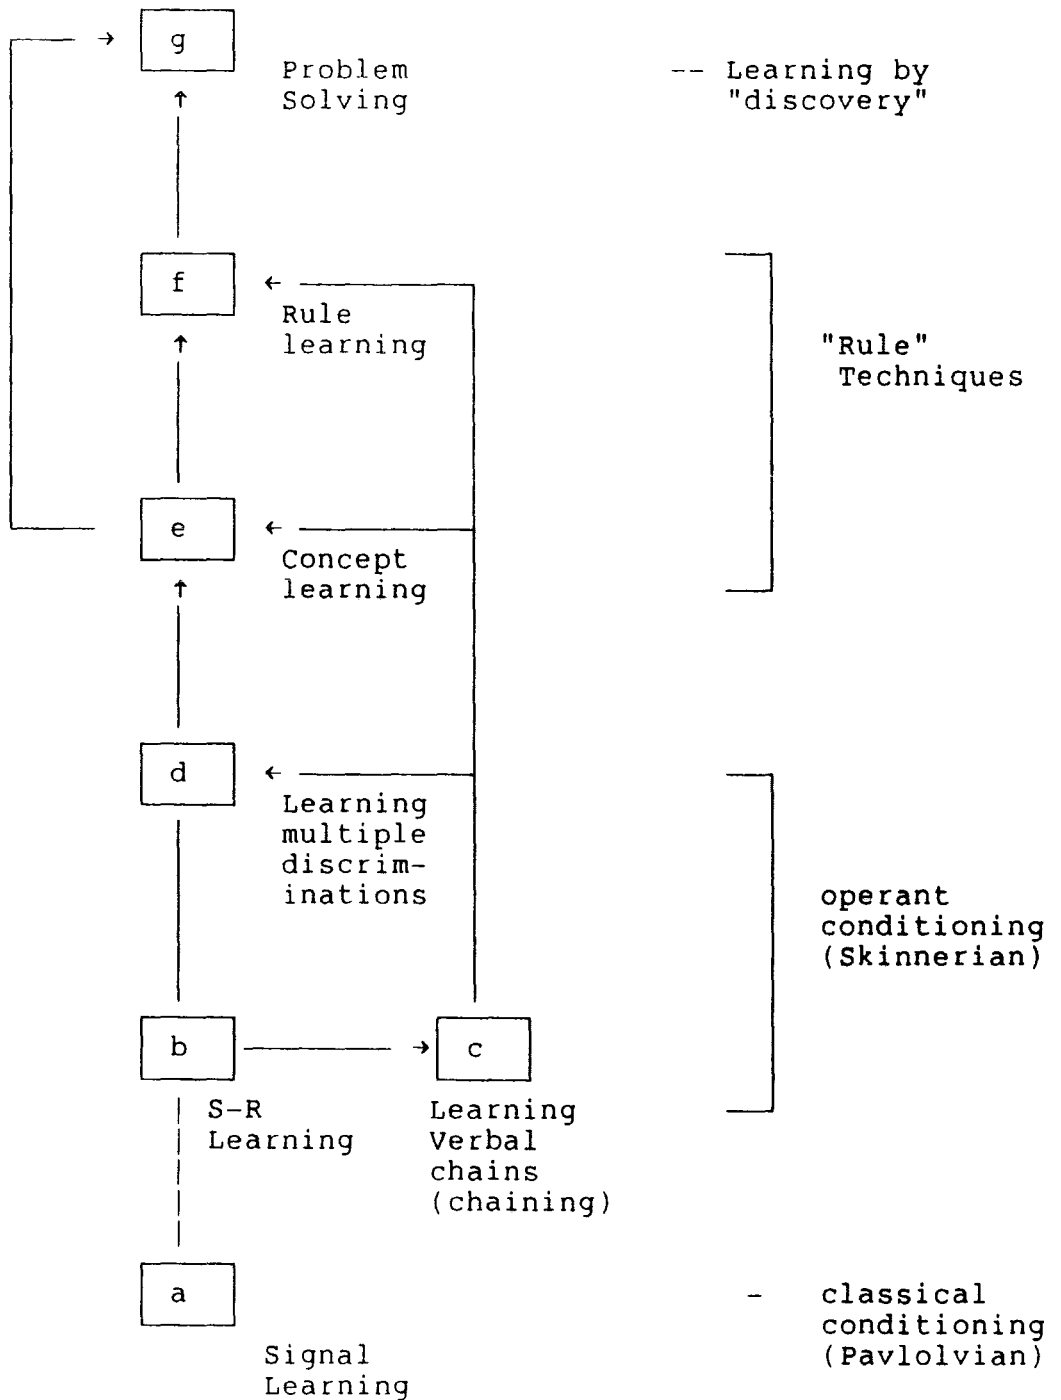 g
Problem
Solving
-- Learning by
"discovery"
f
Rule
learning
"Rule"
Techniques
e
Concept
learning
d
Learning
multiple
discrim-
inations
operant
conditioning
(Skinnerian)
b
c
S-R
Learning
Learning
Verbal
chains
(chaining)
a
Signal
Learning
- classical
conditioning
(Pavlolvian)